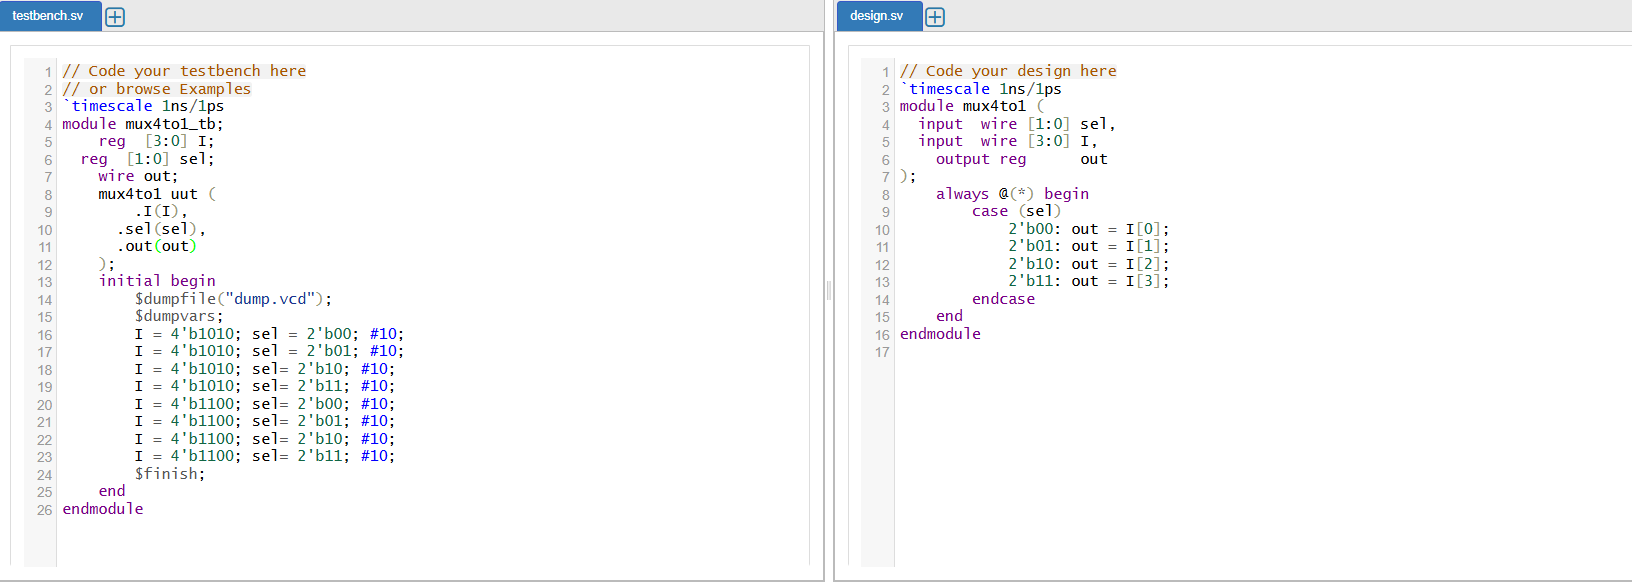 testbench.sv
1 // Code your testbench here
2 // or browse Examples
3 `timescale 1ns/1ps
4 module mux4to1_tb;
5     reg  [3:0] I;
6   reg  [1:0] sel;
7     wire out;
8     mux4to1 uut (
9         .I(I),
10       .sel(sel),
11       .out(out)
12     );
13     initial begin
14         $dumpfile("dump.vcd");
15         $dumpvars;
16         I = 4'b1010; sel = 2'b00; #10;
17         I = 4'b1010; sel = 2'b01; #10;
18         I = 4'b1010; sel= 2'b10; #10;
19         I = 4'b1010; sel= 2'b11; #10;
20         I = 4'b1100; sel= 2'b00; #10;
21         I = 4'b1100; sel= 2'b01; #10;
22         I = 4'b1100; sel= 2'b10; #10;
23         I = 4'b1100; sel= 2'b11; #10;
24         $finish;
25     end
26 endmodule
design.sv
1 // Code your design here
2 `timescale 1ns/1ps
3 module mux4to1 (
4   input  wire [1:0] sel,
5   input  wire [3:0] I,
6     output reg      out
7 );
8     always @(*) begin
9         case (sel)
10             2'b00: out = I[0];
11             2'b01: out = I[1];
12             2'b10: out = I[2];
13             2'b11: out = I[3];
14         endcase
15     end
16 endmodule
17